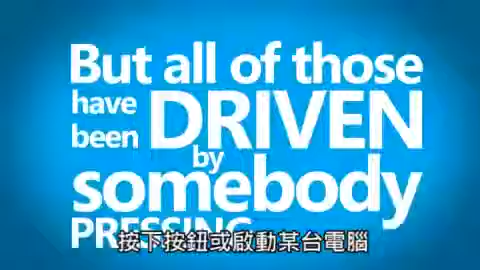 But all of those
have
been DRIVEN
by
somebody
PRESSING
按下按鈕或啟動某台電腦